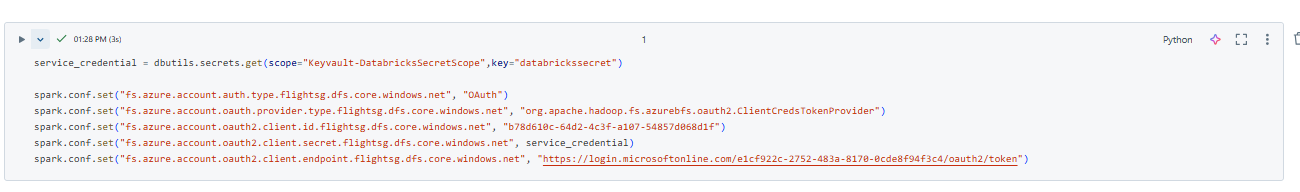 01:28 PM (3s)
1
Python
service_credential = dbutils.secrets.get(scope="Keyvault-DatabricksSecretScope",key="databrickssecret")
spark.conf.set("fs.azure.account.auth.type.flightsg.dfs.core.windows.net", "OAuth")
spark.conf.set("fs.azure.account.oauth.provider.type.flightsg.dfs.core.windows.net", "org.apache.hadoop.fs.azurebfs.oauth2.ClientCredsTokenProvider")
spark.conf.set("fs.azure.account.oauth2.client.id.flightsg.dfs.core.windows.net", "b78d610c-64d2-4c3f-a107-54857d068d1f")
spark.conf.set("fs.azure.account.oauth2.client.secret.flightsg.dfs.core.windows.net", service_credential)
spark.conf.set("fs.azure.account.oauth2.client.endpoint.flightsg.dfs.core.windows.net", "https://login.microsoftonline.com/e1cf922c-2752-483a-8170-0cde8f94f3c4/oauth2/token")